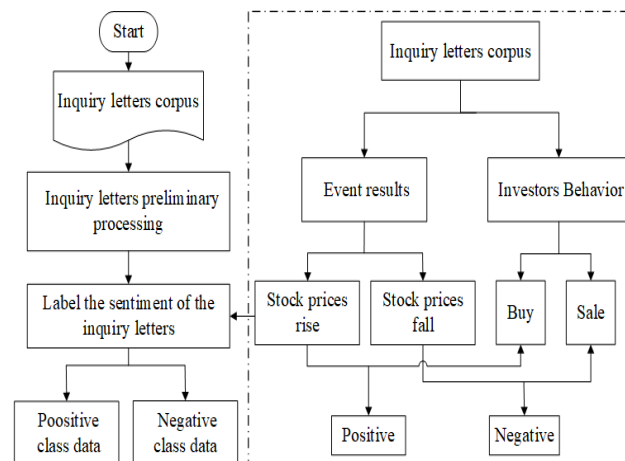 Start
Inquiry letters corpus
Inquiry letters preliminary
processing
Label the sentiment of the
inquiry letters
Poositive
class data
Negative
class data
Inquiry letters corpus
Event results
Investors Behavior
Stock prices
rise
Stock prices
fall
Buy
Sale
Positive
Negative